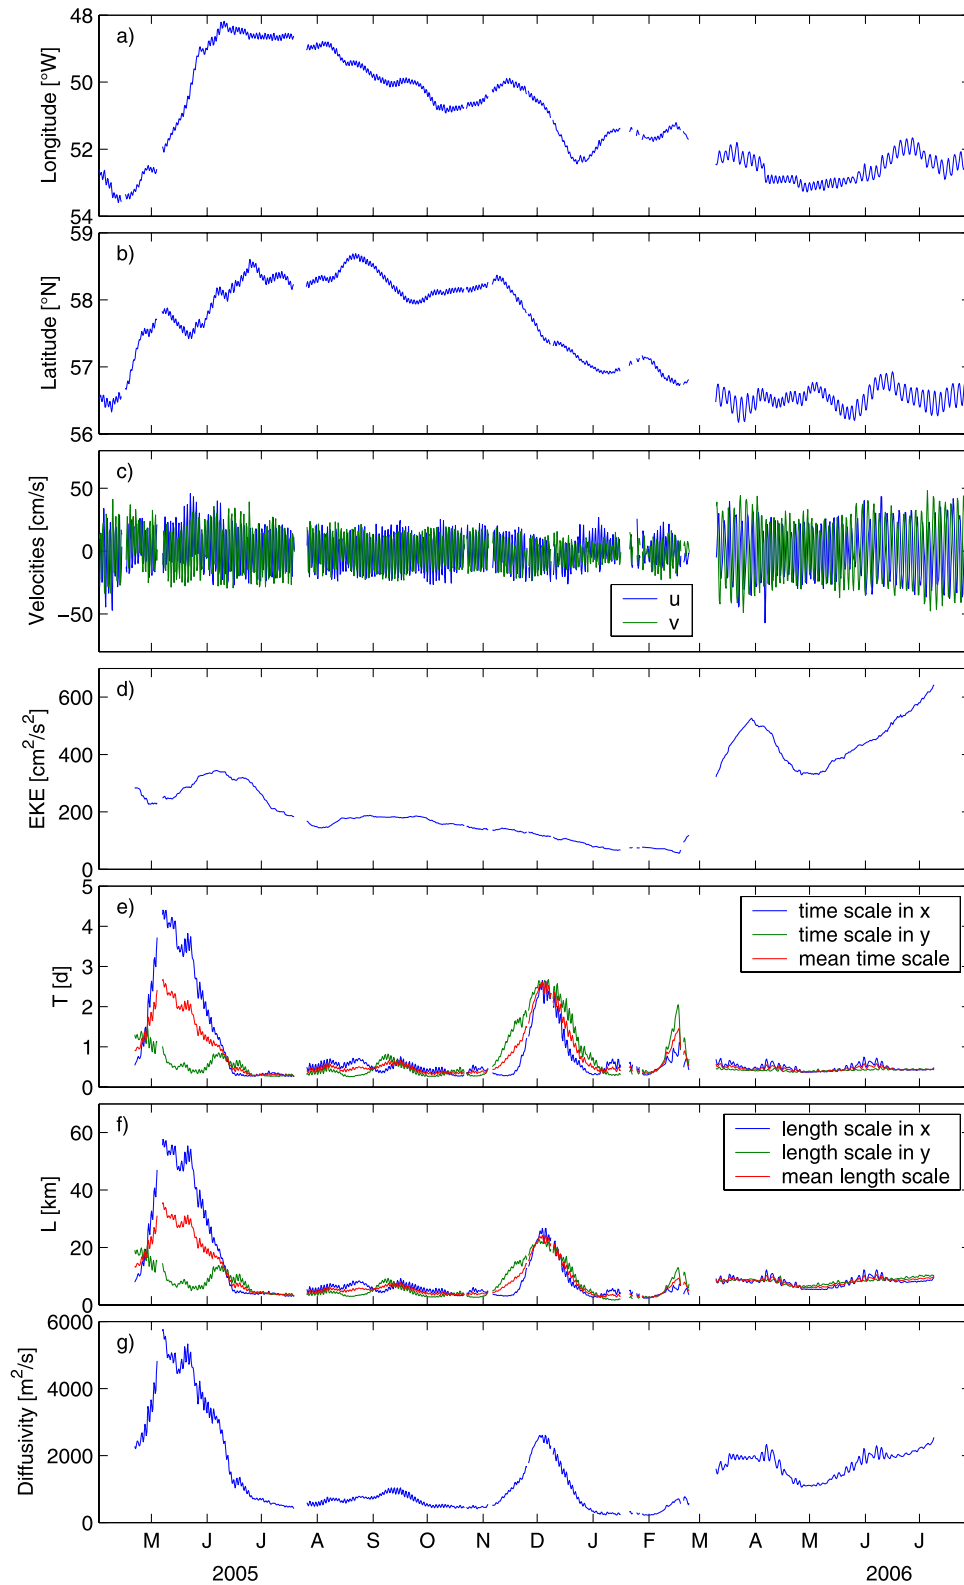 a)
Longitude [°W]
48
50
52
54
b)
Latitude [°N]
59
58
57
56
c)
Velocities [cm/s]
50
0
−50
u
v
d)
EKE [cm²/s²]
600
400
200
0
e)
T [d]
5
4
3
2
1
0
time scale in x
time scale in y
mean time scale
f)
L [km]
60
40
20
0
length scale in x
length scale in y
mean length scale
g)
Diffusivity [m²/s]
6000
4000
2000
0
M J J A S O N D J F M A M J J
2005 2006